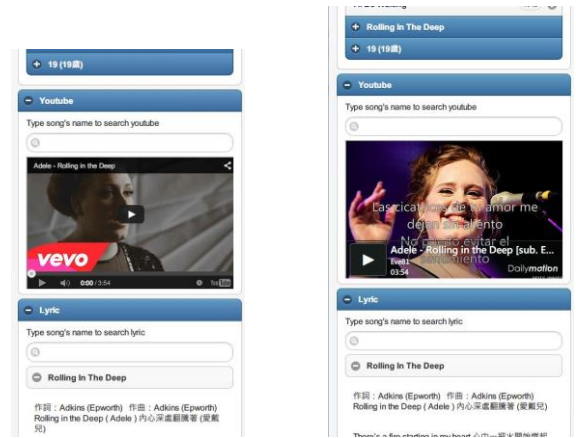 19 (19歲)
Youtube
Type song's name to search youtube
Adele - Rolling in the Deep
vevo
0:00 / 3:54
Lyric
Type song's name to search lyric
Rolling In The Deep
作詞：Adkins (Epworth) 作曲：Adkins (Epworth)
Rolling in the Deep ( Adele ) 內心深處翻騰著 (愛戴
兒)
Rolling In The Deep
19 (19歲)
Youtube
Type song's name to search youtube
Las cicatrices de tu amor me
dejan sin aliento
No puedo evitar el
Adele - Rolling in the Deep [sub. E...
Eve81
03:54
Dailymotion
Lyric
Type song's name to search lyric
Rolling In The Deep
作詞：Adkins (Epworth) 作曲：Adkins (Epworth)
Rolling in the Deep ( Adele ) 內心深處翻騰著 (愛戴兒)
There's a fire starting in my heart